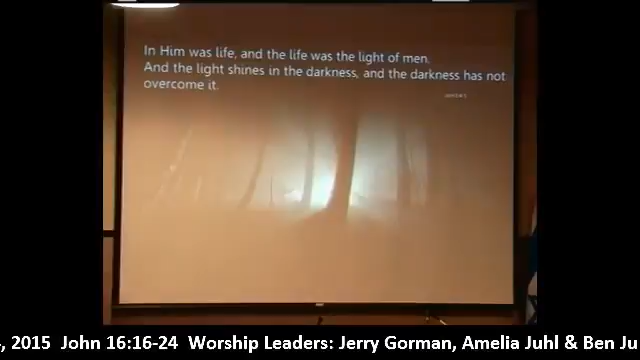 In Him was life, and the life was the light of men.
And the light shines in the darkness, and the darkness has not
overcome it.
, 2015 John 16:16-24 Worship Leaders: Jerry Gorman, Amelia Juhl & Ben Ju